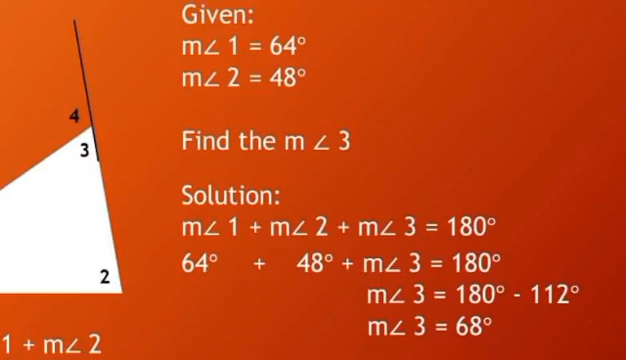 Given:
m∠ 1 = 64°
m∠ 2 = 48°
4
Find the m ∠ 3
3
Solution:
m∠ 1 + m∠ 2 + m∠ 3 = 180°
64° + 48° + m∠ 3 = 180°
2
m∠ 3 = 180° - 112°
m∠ 3 = 68°
1 + m∠ 2